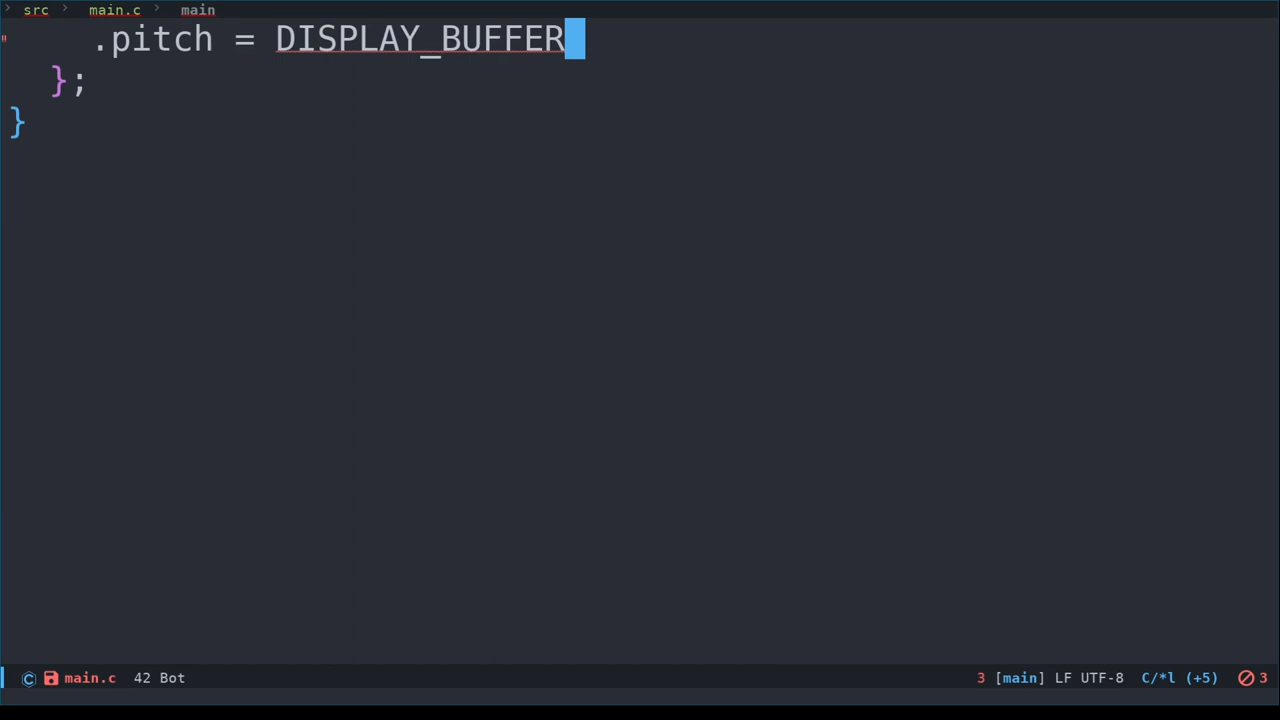 src > main.c > main
.pitch = DISPLAY_BUFFER
};
}
main.c 42 Bot 3 [main] LF UTF-8 C/*l (+5) 3